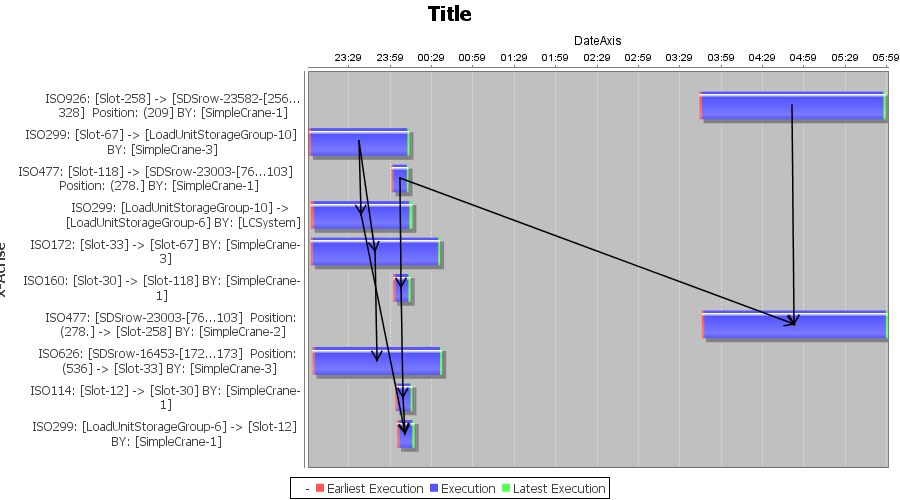 Title
DateAxis
23:29 23:59 00:29 00:59 01:29 01:59 02:29 02:59 03:29 03:59 04:29 04:59 05:29 05:59
ISO926: [Slot-258] -> [SDSrow-23582-[256...
328]  Position: (209] BY: [SimpleCrane-1]
ISO299: [Slot-67] -> [LoadUnitStorageGroup-10]
BY: [SimpleCrane-3]
ISO477: [Slot-118] -> [SDSrow-23003-[76...103]
Position: (278.] BY: [SimpleCrane-1]
ISO299: [LoadUnitStorageGroup-10] ->
[LoadUnitStorageGroup-6] BY: [LCSystem]
ISO172: [Slot-33] -> [Slot-67] BY: [SimpleCrane-
3]
ISO160: [Slot-30] -> [Slot-118] BY: [SimpleCrane-
1]
ISO477: [SDSrow-23003-[76...103]  Position:
(278.] -> [Slot-258] BY: [SimpleCrane-2]
ISO626: [SDSrow-16453-[172...173]  Position:
(536] -> [Slot-33] BY: [SimpleCrane-3]
ISO114: [Slot-12] -> [Slot-30] BY: [SimpleCrane-
1]
ISO299: [LoadUnitStorageGroup-6] -> [Slot-12]
BY: [SimpleCrane-1]
- Earliest Execution Execution Latest Execution